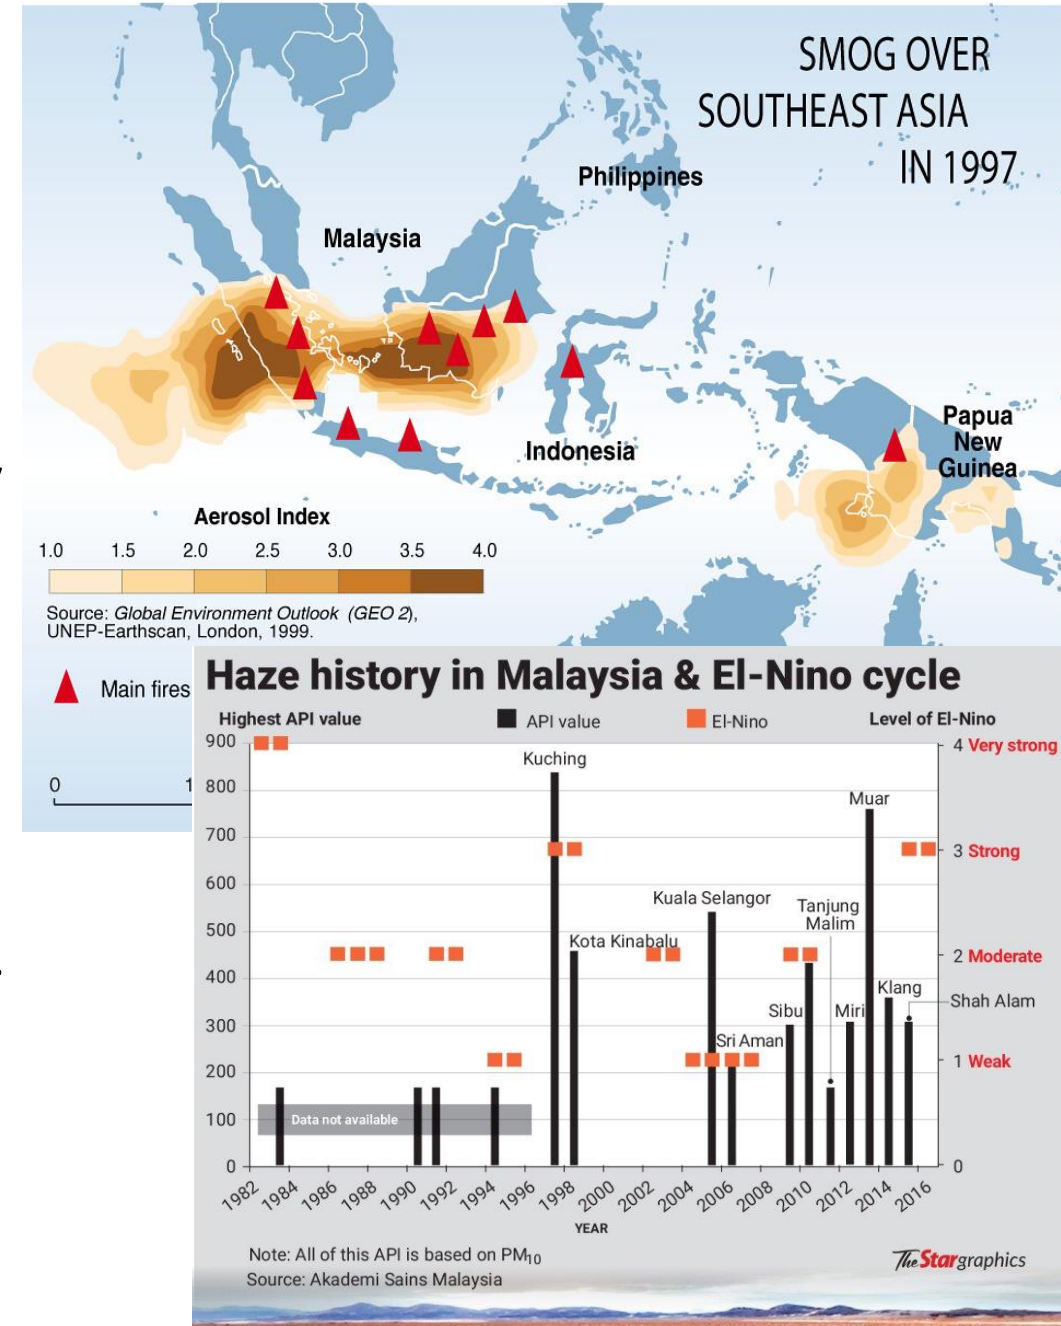 SMOG OVER
SOUTHEAST ASIA
IN 1997
Philippines
Malaysia
Indonesia
Papua
New
Guinea
Aerosol Index
1.0 1.5 2.0 2.5 3.0 3.5 4.0
Source: Global Environment Outlook (GEO 2),
UNEP-Earthscan, London, 1999.
Main fires
0 1
Haze history in Malaysia & El-Nino cycle
Highest API value API value El-Nino Level of El-Nino
900
800
700
600
500
400
300
200
100
0
4 Very strong
3 Strong
2 Moderate
1 Weak
0
Kuching
Muar
Kuala Selangor
Tanjung
Malim
Kota Kinabalu
Klang
Shah Alam
Sibu
Miri
Sri Aman
Data not available
1982 1984 1986 1988 1990 1992 1994 1996 1998 2000 2002 2004 2006 2008 2010 2012 2014 2016
YEAR
Note: All of this API is based on PM10
Source: Akademi Sains Malaysia
TheStargraphics